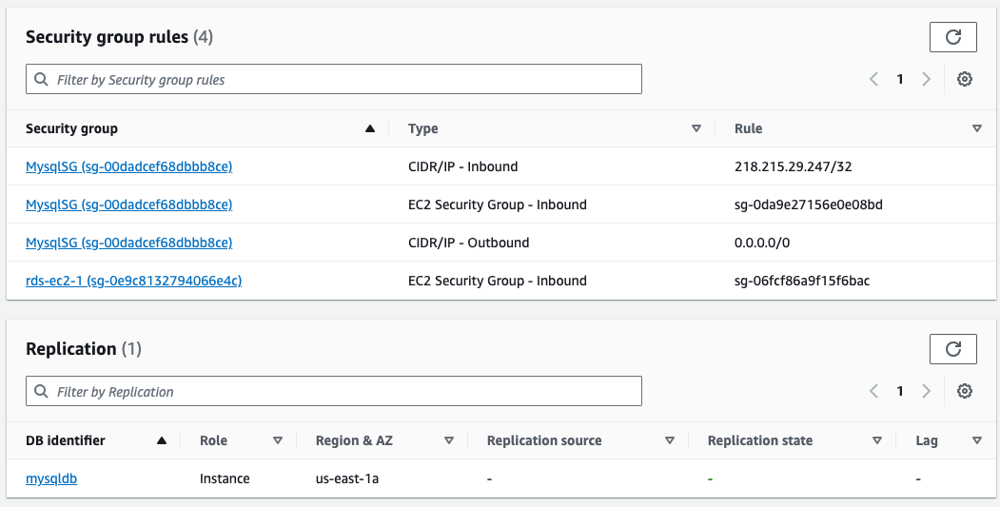 Security group rules (4)
Filter by Security group rules
1
Security group Type Rule
MysqlSG (sg-00dadcef68dbbb8ce) CIDR/IP - Inbound 218.215.29.247/32
MysqlSG (sg-00dadcef68dbbb8ce) EC2 Security Group - Inbound sg-0da9e27156e0e08bd
MysqlSG (sg-00dadcef68dbbb8ce) CIDR/IP - Outbound 0.0.0.0/0
rds-ec2-1 (sg-0e9c8132794066e4c) EC2 Security Group - Inbound sg-06fcf86a9f15f6bac
Replication (1)
Filter by Replication
1
DB identifier Role Region & AZ Replication source Replication state Lag
mysqldb Instance us-east-1a - - -